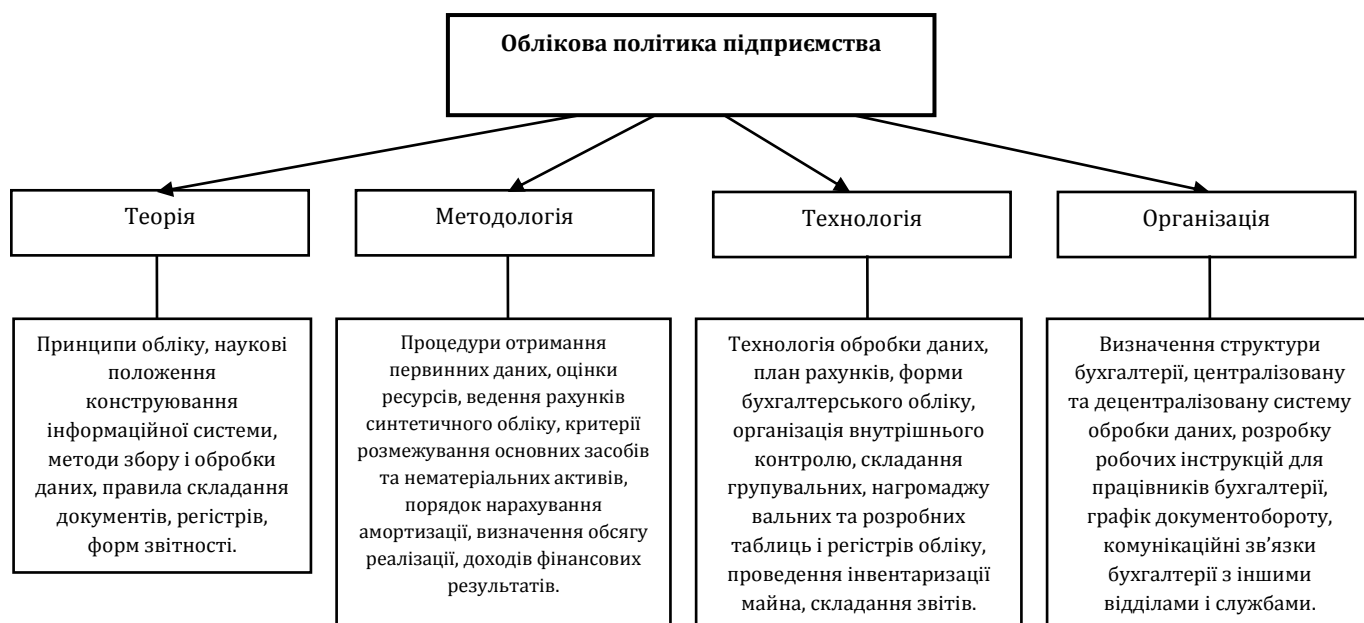 Облікова політика підприємства
Теорія
Методологія
Технологія
Організація
Принципи обліку, наукові
положення
конструювання
інформаційної системи,
методи збору і обробки
даних, правила складання
документів, регістрів,
форм звітності.
Процедури отримання
первинних даних, оцінки
ресурсів, ведення рахунків
синтетичного обліку, критерії
розмежування основних засобів
та нематеріальних активів,
порядок нарахування
амортизації, визначення обсягу
реалізації, доходів фінансових
результатів.
Технологія обробки даних,
план рахунків, форми
бухгалтерського обліку,
організація внутрішнього
контролю, складання
групувальних, нагромаджу
вальних та розробних
таблиць і регістрів обліку,
проведення інвентаризації
майна, складання звітів.
Визначення структури
бухгалтерії, централізовану
та децентралізовану систему
обробки даних, розробку
робочих інструкцій для
працівників бухгалтерії,
графік документообороту,
комунікаційні зв’язки
бухгалтерії з іншими
відділами і службами.